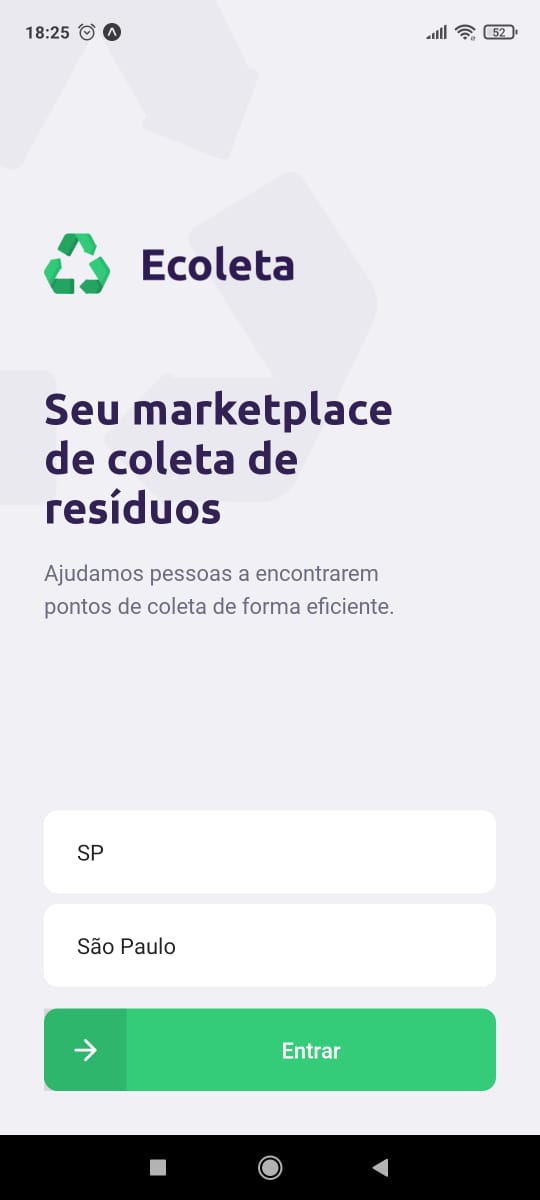 18:25
52
Ecoleta
Seu marketplace
de coleta de
resíduos
Ajudamos pessoas a encontrarem
pontos de coleta de forma eficiente.
SP
São Paulo
Entrar